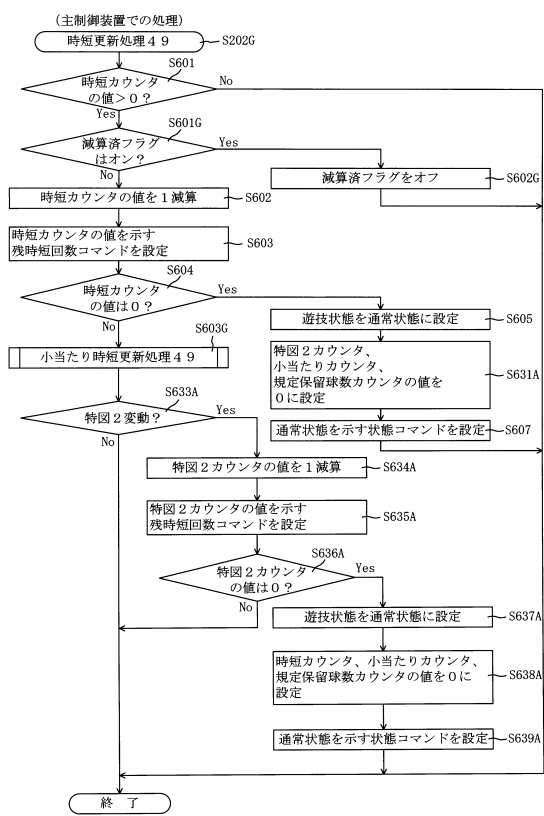 (主制御装置での処理)
時短更新処理49
S202G
S601
時短カウンタ
の値>0?
No
Yes
S601G
減算済フラグ
はオン?
Yes
No
減算済フラグをオフ
S602G
時短カウンタの値を1減算
S602
時短カウンタの値を示す
残時短回数コマンドを設定
S603
S604
時短カウンタ
の値は0?
Yes
No
遊技状態を通常状態に設定
S605
S603G
小当たり時短更新処理49
特図2カウンタ、
小当たりカウンタ、
規定保留球数カウンタの値を
0に設定
S631A
S633A
特図2変動?
Yes
No
通常状態を示す状態コマンドを設定
S607
特図2カウンタの値を1減算
S634A
特図2カウンタの値を示す
残時短回数コマンドを設定
S635A
S636A
特図2カウンタ
の値は0?
Yes
No
遊技状態を通常状態に設定
S637A
時短カウンタ、小当たりカウンタ、
規定保留球数カウンタの値を0に
設定
S638A
通常状態を示す状態コマンドを設定
S639A
終 了